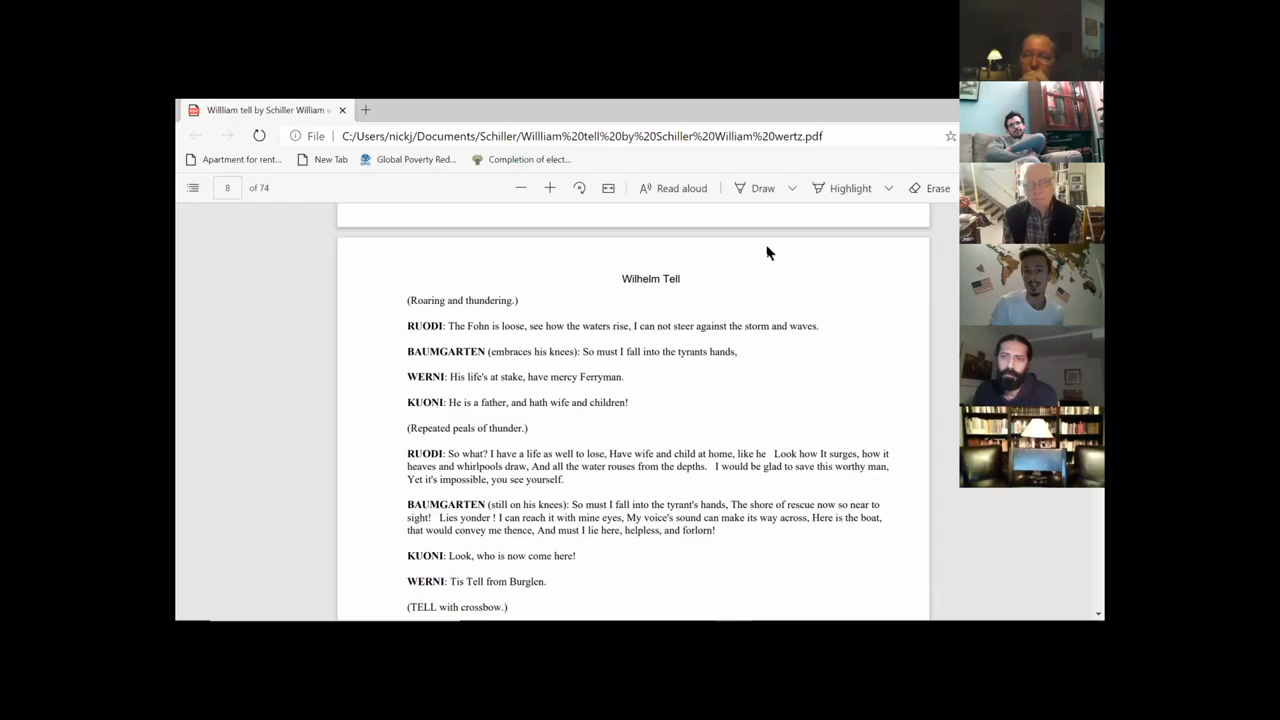 Willliam tell by Schiller William w
File C:/Users/nickj/Documents/Schiller/Willliam%20tell%20by%20Schiller%20William%20wertz.pdf
Apartment for rent... New Tab Global Poverty Red... Completion of elect...
8 of 74 Read aloud Draw Highlight Erase
Wilhelm Tell
(Roaring and thundering.)
RUODI: The Fohn is loose, see how the waters rise, I can not steer against the storm and waves.
BAUMGARTEN (embraces his knees): So must I fall into the tyrants hands,
WERNI: His life's at stake, have mercy Ferryman.
KUONI: He is a father, and hath wife and children!
(Repeated peals of thunder.)
RUODI: So what? I have a life as well to lose, Have wife and child at home, like he Look how It surges, how it
heaves and whirlpools draw, And all the water rouses from the depths. I would be glad to save this worthy man,
Yet it's impossible, you see yourself.
BAUMGARTEN (still on his knees): So must I fall into the tyrant's hands, The shore of rescue now so near to
sight! Lies yonder ! I can reach it with mine eyes, My voice's sound can make its way across, Here is the boat,
that would convey me thence, And must I lie here, helpless, and forlorn!
KUONI: Look, who is now come here!
WERNI: Tis Tell from Burglen.
(TELL with crossbow.)